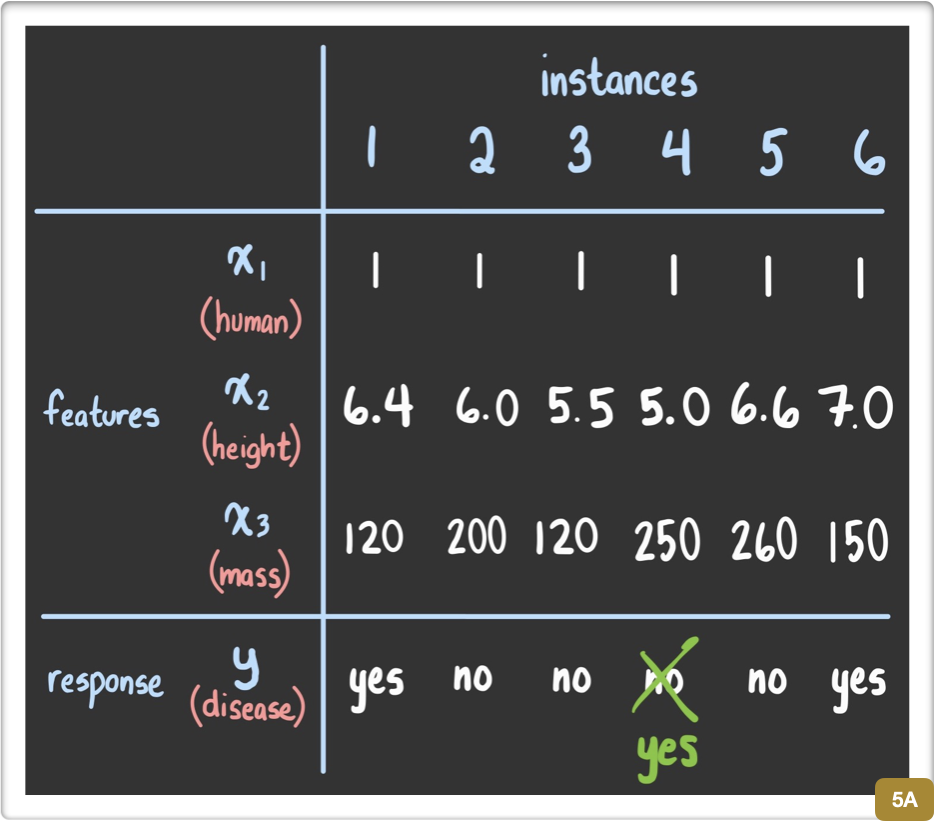 instances
1 2 3 4 5 6
x₁ 1 1 1 1 1 1
(human)
features x₂ 6.4 6.0 5.5 5.0 6.6 7.0
(height)
x₃ 120 200 120 250 260 150
(mass)
response y yes no no no no yes
(disease)
yes
5A